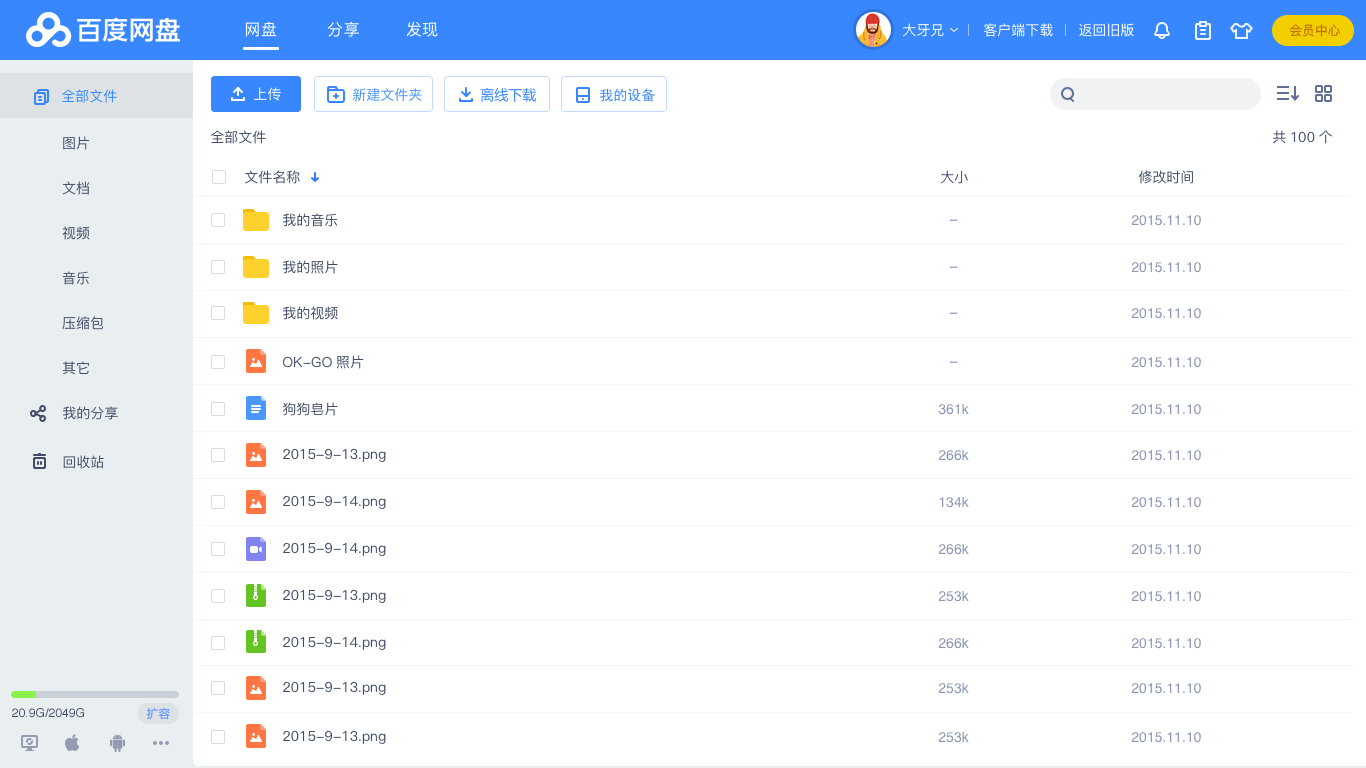 百度网盘 网盘 分享 发现 大牙兄 客户端下载 返回旧版 会员中心
全部文件
图片
文档
视频
音乐
压缩包
其它
我的分享
回收站
20.9G/2049G 扩容
上传 新建文件夹 离线下载 我的设备
全部文件 共 100 个
文件名称 大小 修改时间
我的音乐 – 2015.11.10
我的照片 – 2015.11.10
我的视频 – 2015.11.10
OK–GO 照片 – 2015.11.10
狗狗皂片 361k 2015.11.10
2015–9–13.png 266k 2015.11.10
2015–9–14.png 134k 2015.11.10
2015–9–14.png 266k 2015.11.10
2015–9–13.png 253k 2015.11.10
2015–9–14.png 266k 2015.11.10
2015–9–13.png 253k 2015.11.10
2015–9–13.png 253k 2015.11.10